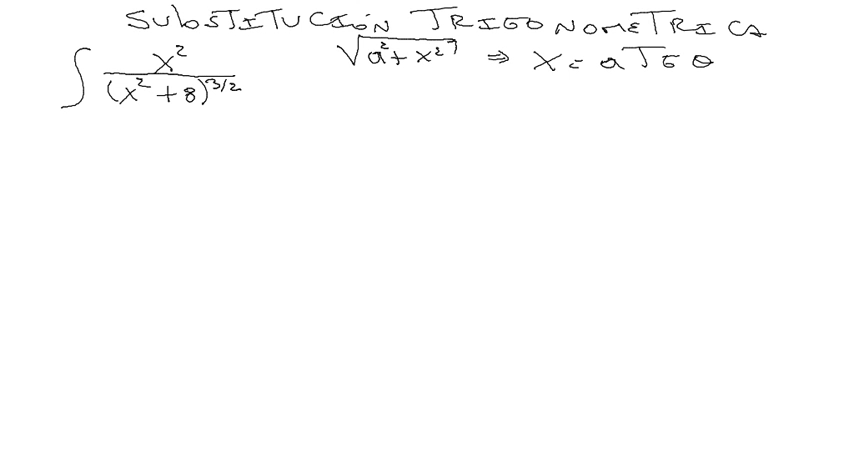 SUbSTITUCIÓN TRIGONOMETRICA
∫ x²/(x²+8)^3/2   √(a²+x²) ⇒ x = a TG θ